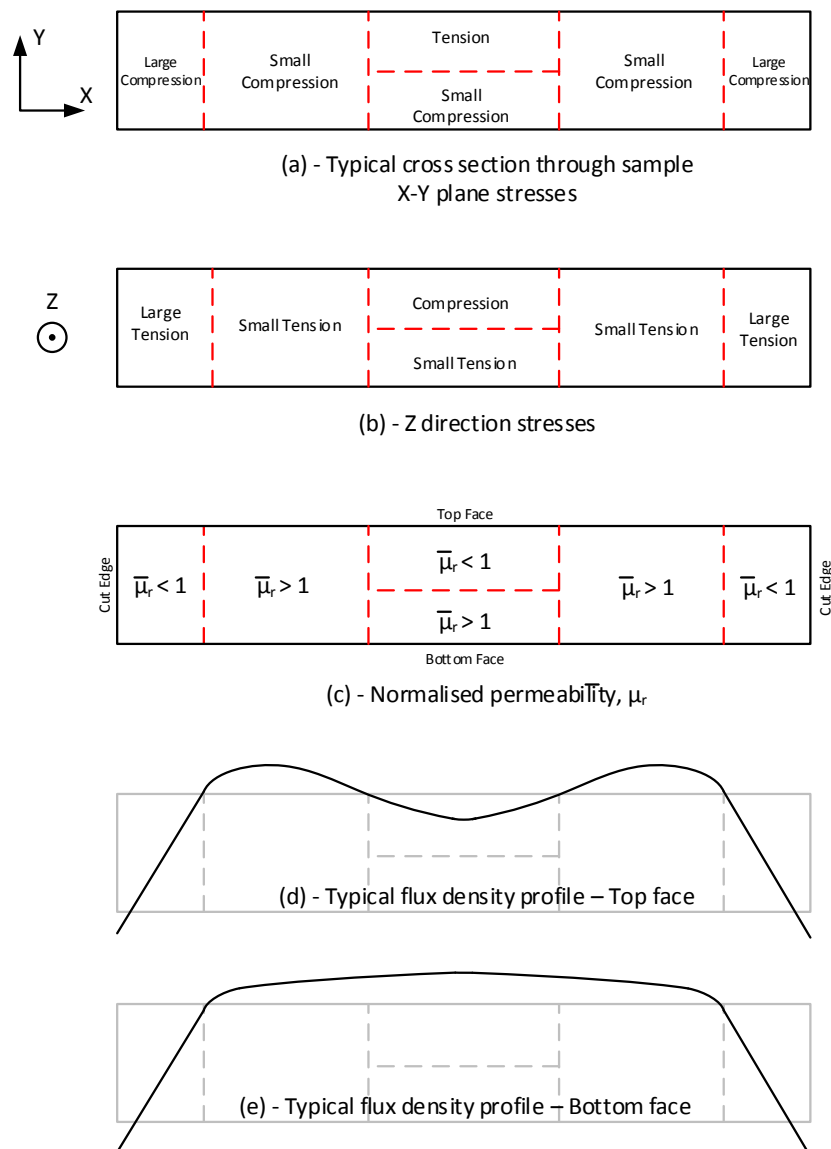 Y
X
Large
Compression
Small
Compression
Tension
Small
Compression
Small
Compression
Large
Compression
(a) - Typical cross section through sample
X-Y plane stresses
Z
Large
Tension
Small Tension
Compression
Small Tension
Small Tension
Large
Tension
(b) - Z direction stresses
Top Face
Cut Edge
μ̅ᵣ < 1
μ̅ᵣ > 1
μ̅ᵣ < 1
μ̅ᵣ > 1
μ̅ᵣ > 1
μ̅ᵣ < 1
Cut Edge
Bottom Face
(c) - Normalised permeability, μᵣ
(d) - Typical flux density profile – Top face
(e) - Typical flux density profile – Bottom face